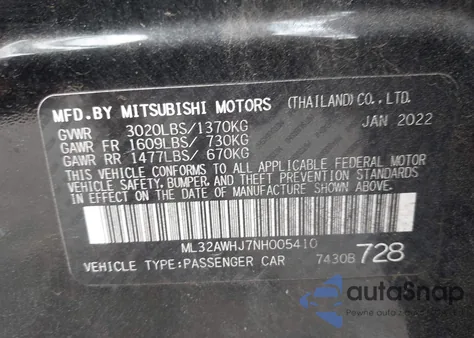 MFD.BY MITSUBISHI MOTORS (THAILAND)CO.,LTD.
GVWR 3020LBS/1370KG JAN 2022
GAWR FR 1609LBS/ 730KG
GAWR RR 1477LBS/ 670KG
THIS VEHICLE CONFORMS TO ALL APPLICABLE FEDERAL MOTOR
VEHICLE SAFETY,BUMPER,AND THEFT PREVENTION STANDARDS
IN EFFECT ON THE DATE OF MANUFACTURE SHOWN ABOVE.
ML32AWHJ7NH005410
VEHICLE TYPE:PASSENGER CAR 7430B 728
autoSnap
Pewne auto z